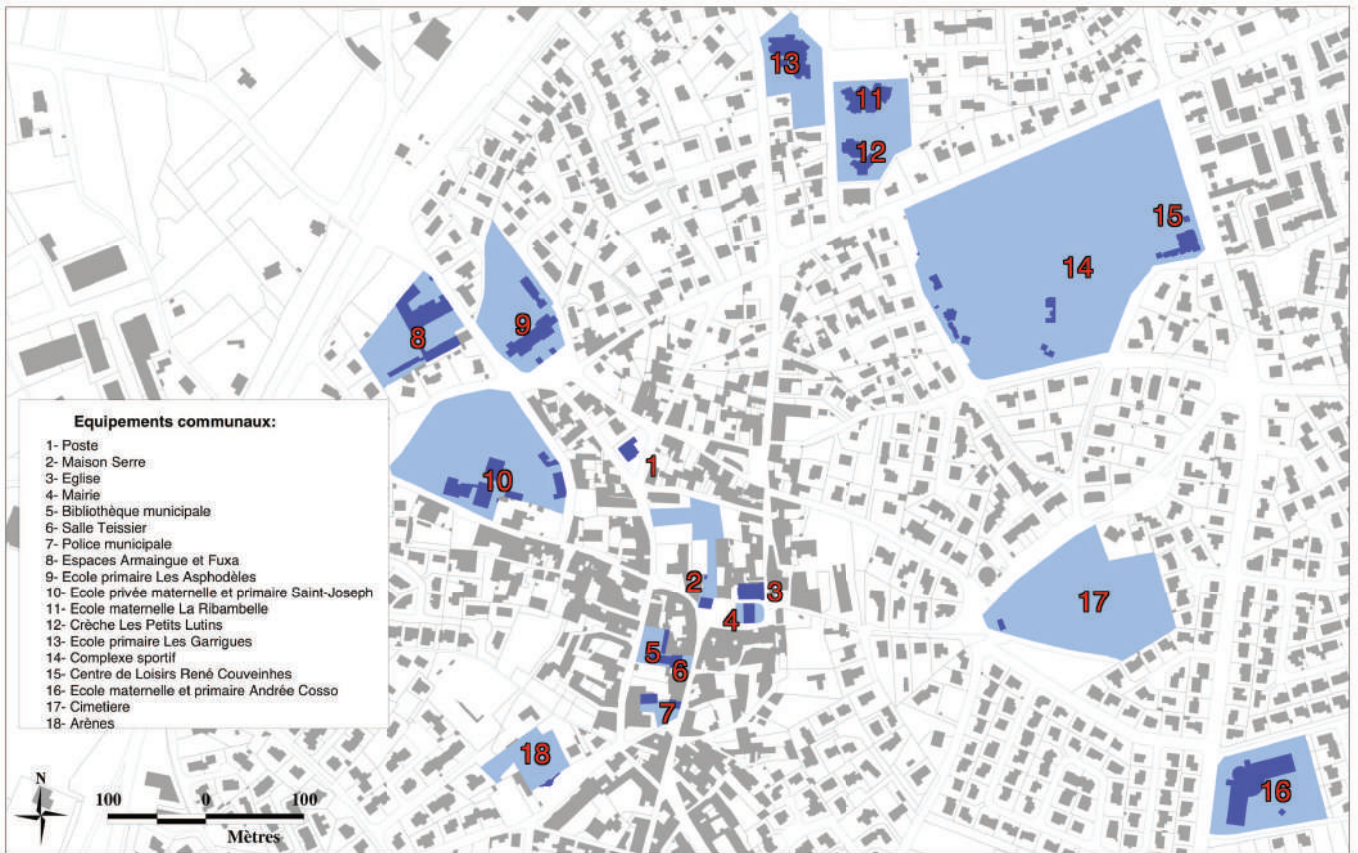 13
11
12
15
14
9
8
Equipements communaux:
1- Poste
2- Maison Serre
3- Eglise
4- Mairie
5- Bibliothèque municipale
6- Salle Teissier
7- Police municipale
8- Espaces Armaingue et Fuxa
9- Ecole primaire Les Asphodèles
10- Ecole privée maternelle et primaire Saint-Joseph
11- Ecole maternelle La Ribambelle
12- Crèche Les Petits Lutins
13- Ecole primaire Les Garrigues
14- Complexe sportif
15- Centre de Loisirs René Couveinhes
16- Ecole maternelle et primaire Andrée Cosso
17- Cimetiere
18- Arènes
1
10
2
3
4
17
5
6
7
18
16
N
100 0 100
Mètres